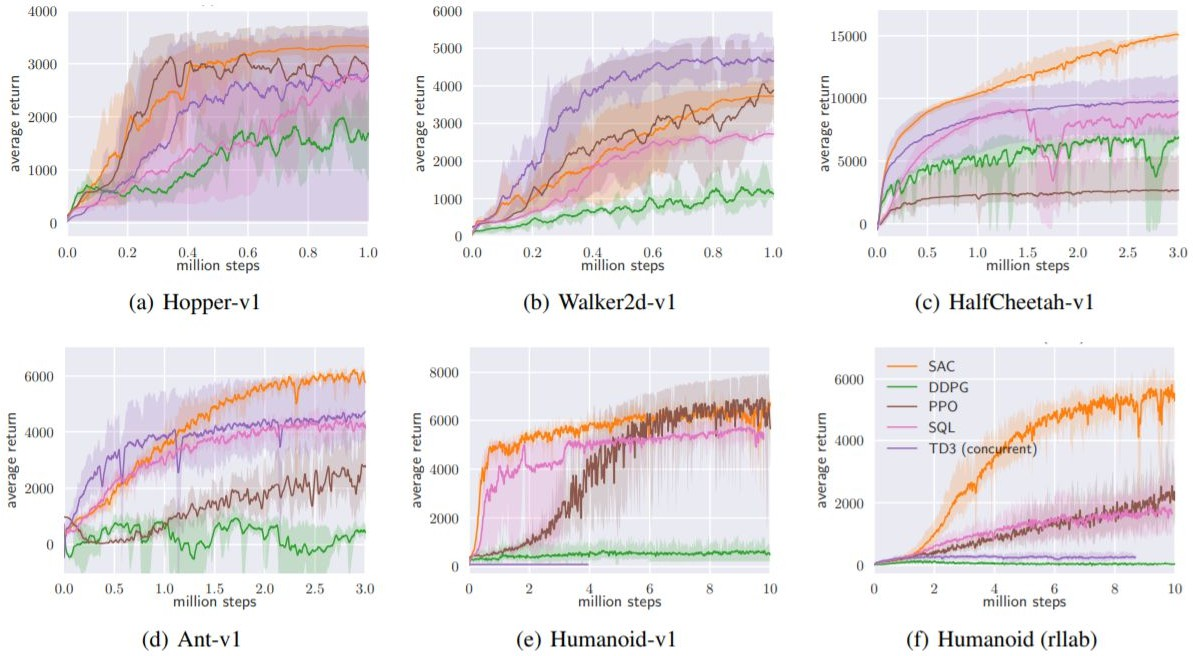 4000
3000
2000
1000
0
average return
0.0 0.2 0.4 0.6 0.8 1.0
million steps
(a) Hopper-v1
6000
5000
4000
3000
2000
1000
0
average return
0.0 0.2 0.4 0.6 0.8 1.0
million steps
(b) Walker2d-v1
15000
10000
5000
0
average return
0.0 0.5 1.0 1.5 2.0 2.5 3.0
million steps
(c) HalfCheetah-v1
6000
4000
2000
0
average return
0.0 0.5 1.0 1.5 2.0 2.5 3.0
million steps
(d) Ant-v1
8000
6000
4000
2000
0
average return
0 2 4 6 8 10
million steps
(e) Humanoid-v1
6000
4000
2000
0
average return
SAC
DDPG
PPO
SQL
TD3 (concurrent)
0 2 4 6 8 10
million steps
(f) Humanoid (rllab)